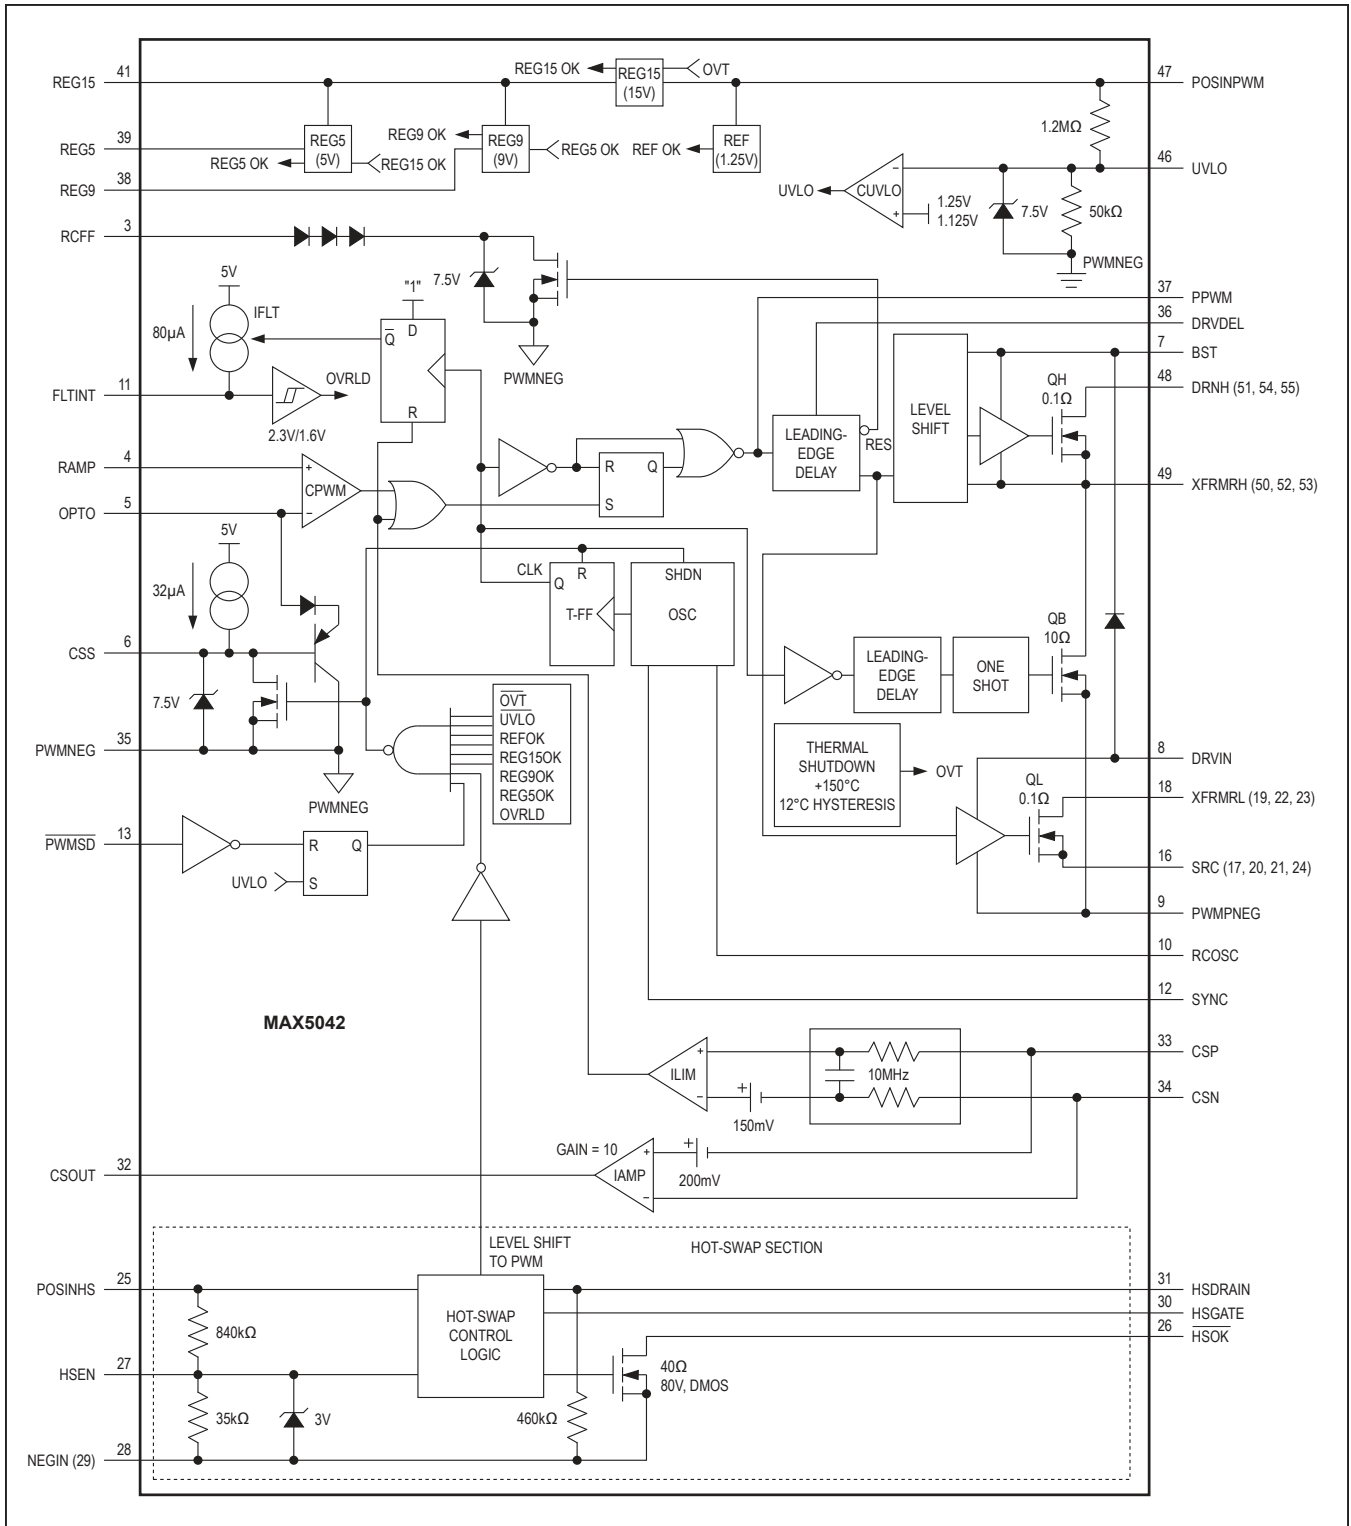 REG15 41
REG15 OK
REG15
(15V)
OVT
47 POSINPWM
REG5 39
REG5
(5V)
REG5 OK
REG15 OK
REG9 OK
REG9
(9V)
REG5 OK
REF OK
REF
(1.25V)
1.2MΩ
REG9 38
46 UVLO
UVLO
CUVLO
−
+
1.25V
1.125V
7.5V
50kΩ
PWMNEG
RCFF 3
7.5V
PWMNEG
5V
80µA
IFLT
"1"
D
Q
R
37 PPWM
36 DRVDEL
7 BST
FLTINT 11
OVRLD
2.3V/1.6V
QH
0.1Ω
48 DRNH (51, 54, 55)
LEADING-
EDGE
DELAY
RES
LEVEL
SHIFT
RAMP 4
+
CPWM
−
R Q
S
49 XFRMRH (50, 52, 53)
OPTO 5
5V
32µA
CLK
R
Q
T-FF
SHDN
OSC
CSS 6
7.5V
QB
10Ω
LEADING-
EDGE
DELAY
ONE
SHOT
OVT
UVLO
REFOK
REG15OK
REG9OK
REG5OK
OVRLD
PWMNEG 35
PWMNEG
THERMAL
SHUTDOWN
+150°C
12°C HYSTERESIS
OVT
8 DRVIN
QL
0.1Ω
18 XFRMRL (19, 22, 23)
PWMSD 13
R Q
S
UVLO
16 SRC (17, 20, 21, 24)
9 PWMPNEG
10 RCOSC
12 SYNC
MAX5042
33 CSP
+
ILIM
−
+
150mV
10MHz
34 CSN
GAIN = 10
+
IAMP
−
+
200mV
CSOUT 32
LEVEL SHIFT
TO PWM
HOT-SWAP SECTION
POSINHS 25
31 HSDRAIN
30 HSGATE
26 HSOK
840kΩ
HOT-SWAP
CONTROL
LOGIC
HSEN 27
40Ω
80V, DMOS
35kΩ
3V
460kΩ
NEGIN (29) 28